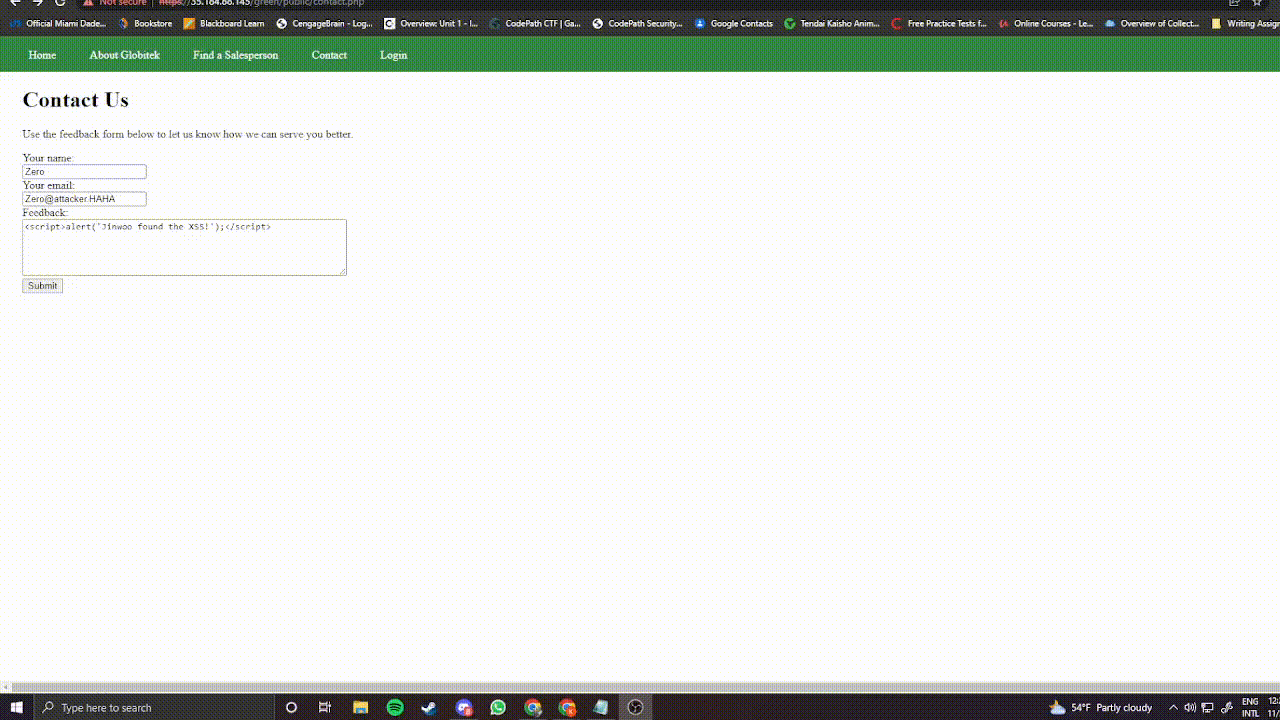 Not secure | https://35.184.88.145/green/public/contact.php
Official Miami Dade... Bookstore Blackboard Learn CengageBrain - Log... Overview: Unit 1 - I... CodePath CTF | Ga... CodePath Security... Google Contacts Tendai Kaisho Anim... Free Practice Tests f... Online Courses - Le... Overview of Collect... Writing Assign
Home About Globitek Find a Salesperson Contact Login
Contact Us
Use the feedback form below to let us know how we can serve you better.
Your name:
Zero
Your email:
Zero@attacker.HAHA
Feedback:
<script>alert('Jinwoo found the XSS!');</script>
Submit
Type here to search
54°F Partly cloudy
ENG
INTL